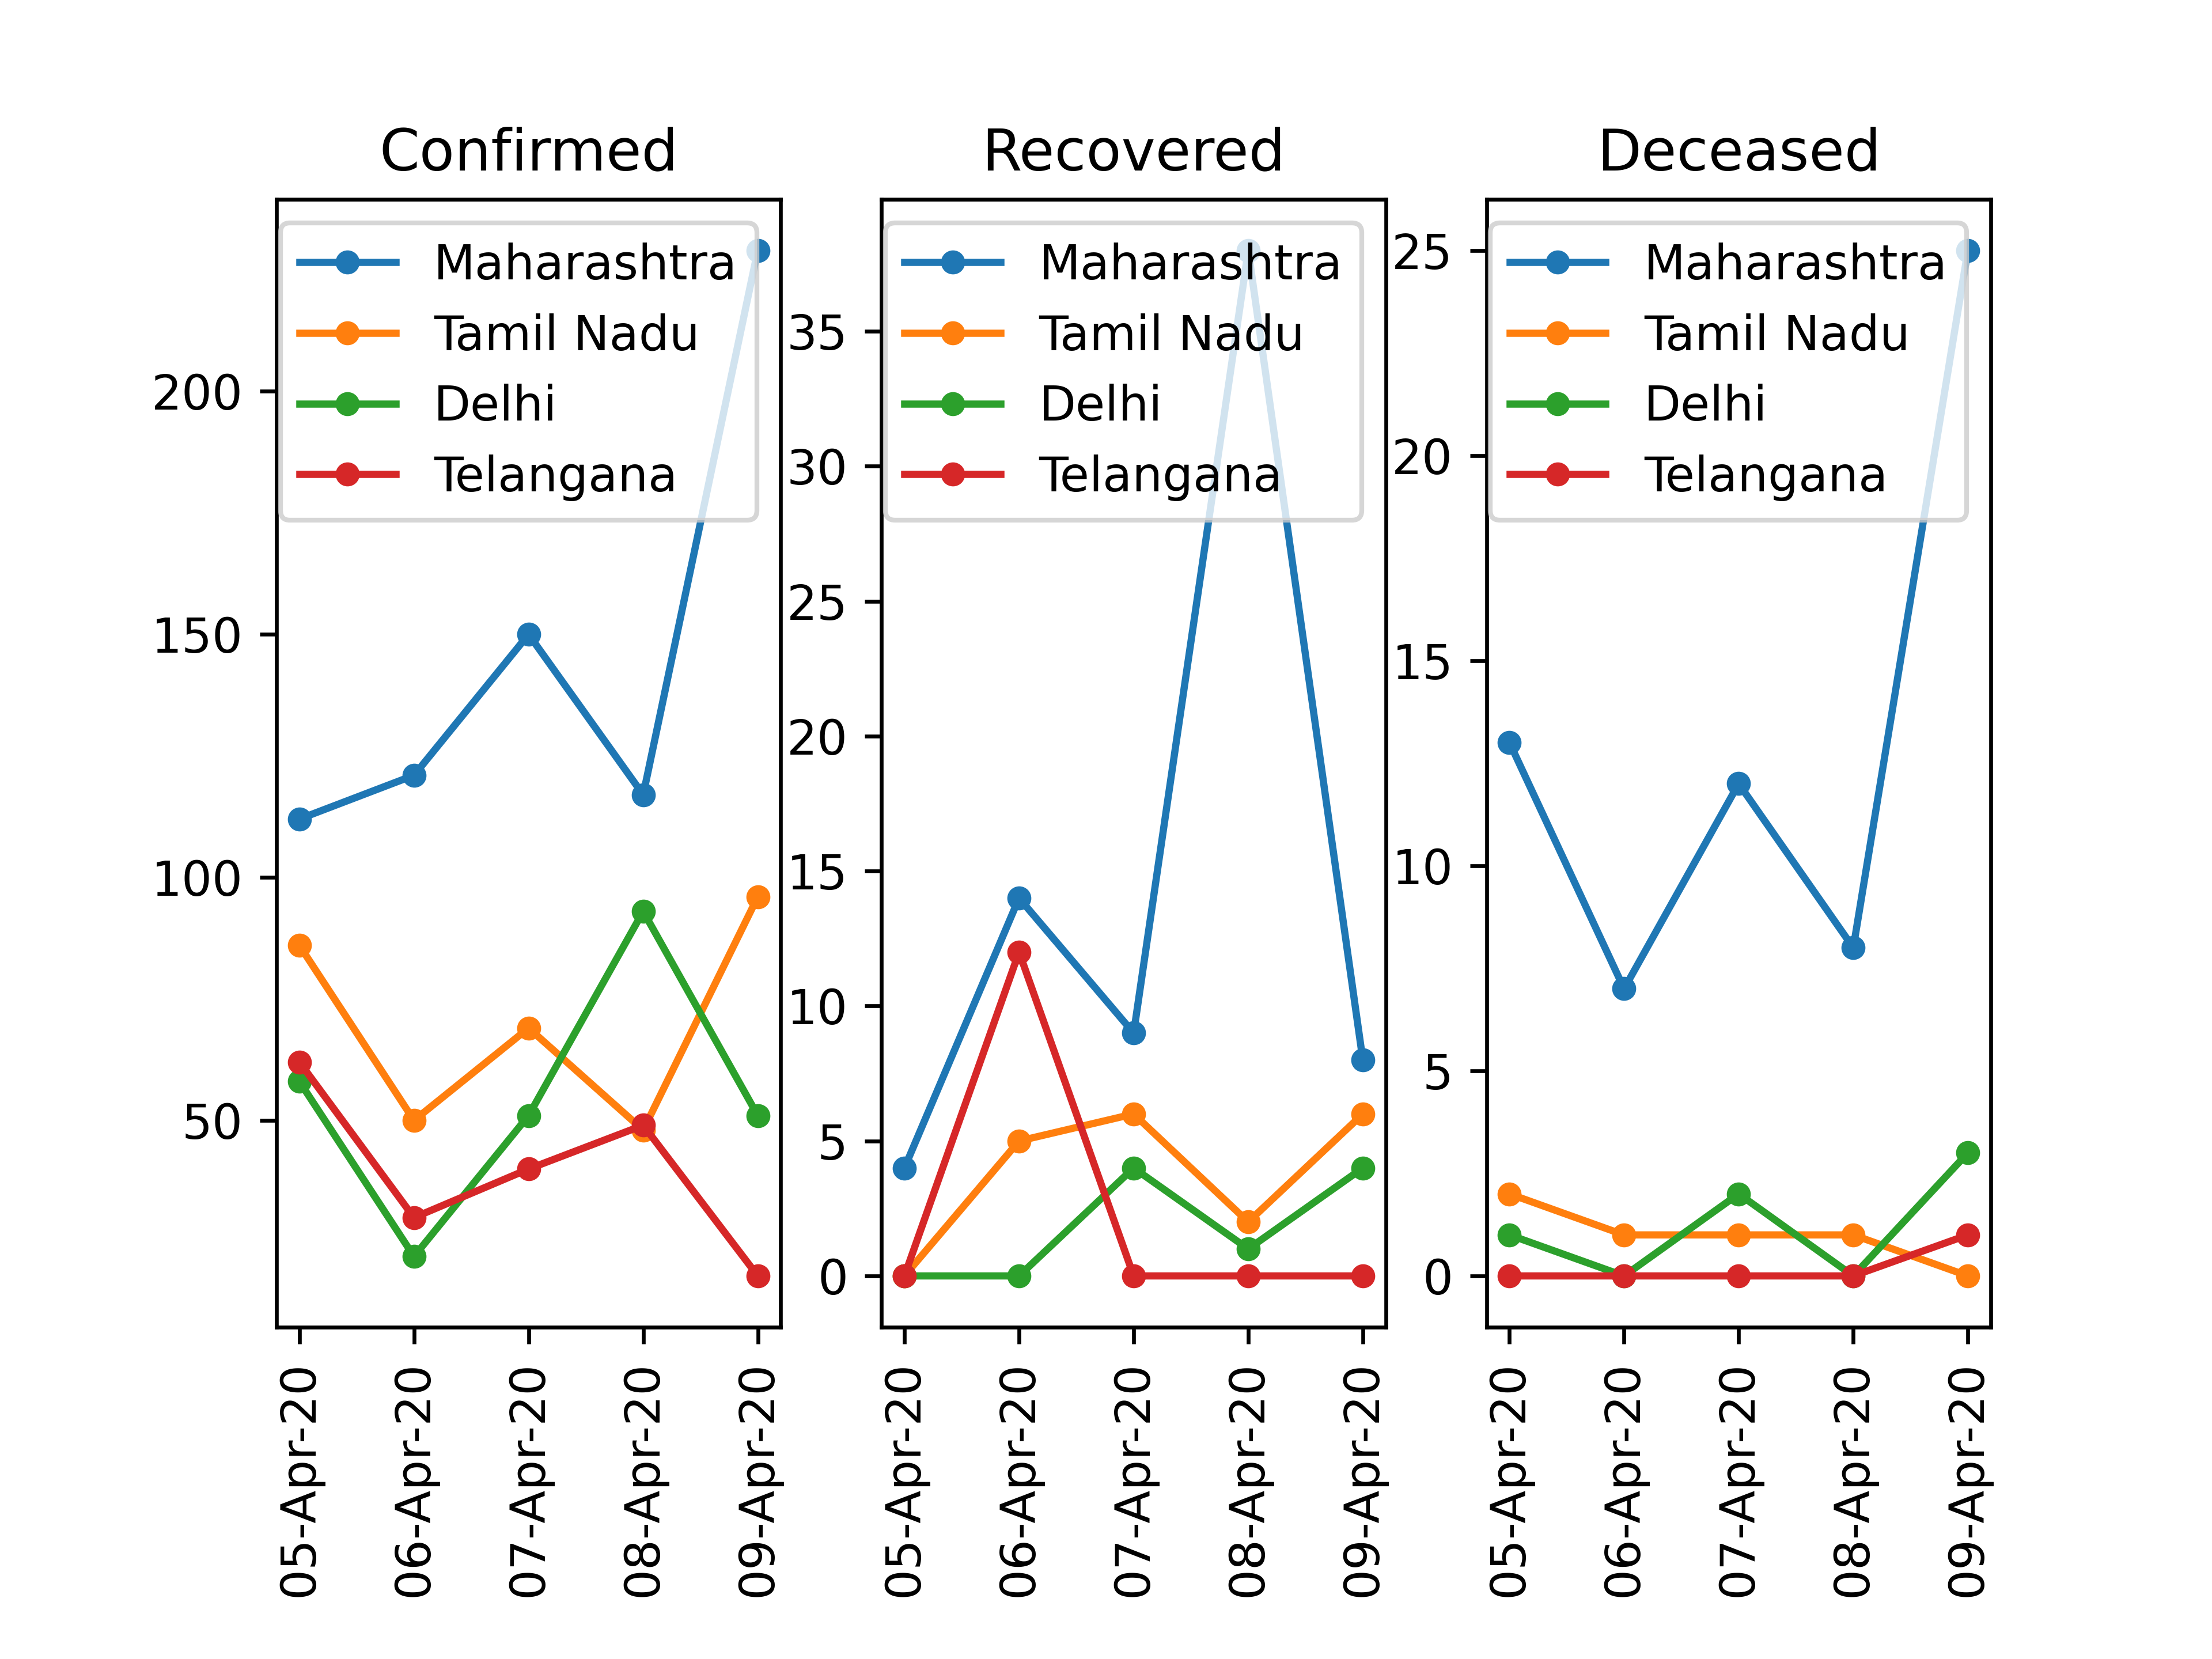 Confirmed
Maharashtra
Tamil Nadu
Delhi
Telangana
200
150
100
50
05-Apr-20
06-Apr-20
07-Apr-20
08-Apr-20
09-Apr-20
Recovered
Maharashtra
Tamil Nadu
Delhi
Telangana
35
30
25
20
15
10
5
0
05-Apr-20
06-Apr-20
07-Apr-20
08-Apr-20
09-Apr-20
Deceased
Maharashtra
Tamil Nadu
Delhi
Telangana
25
20
15
10
5
0
05-Apr-20
06-Apr-20
07-Apr-20
08-Apr-20
09-Apr-20